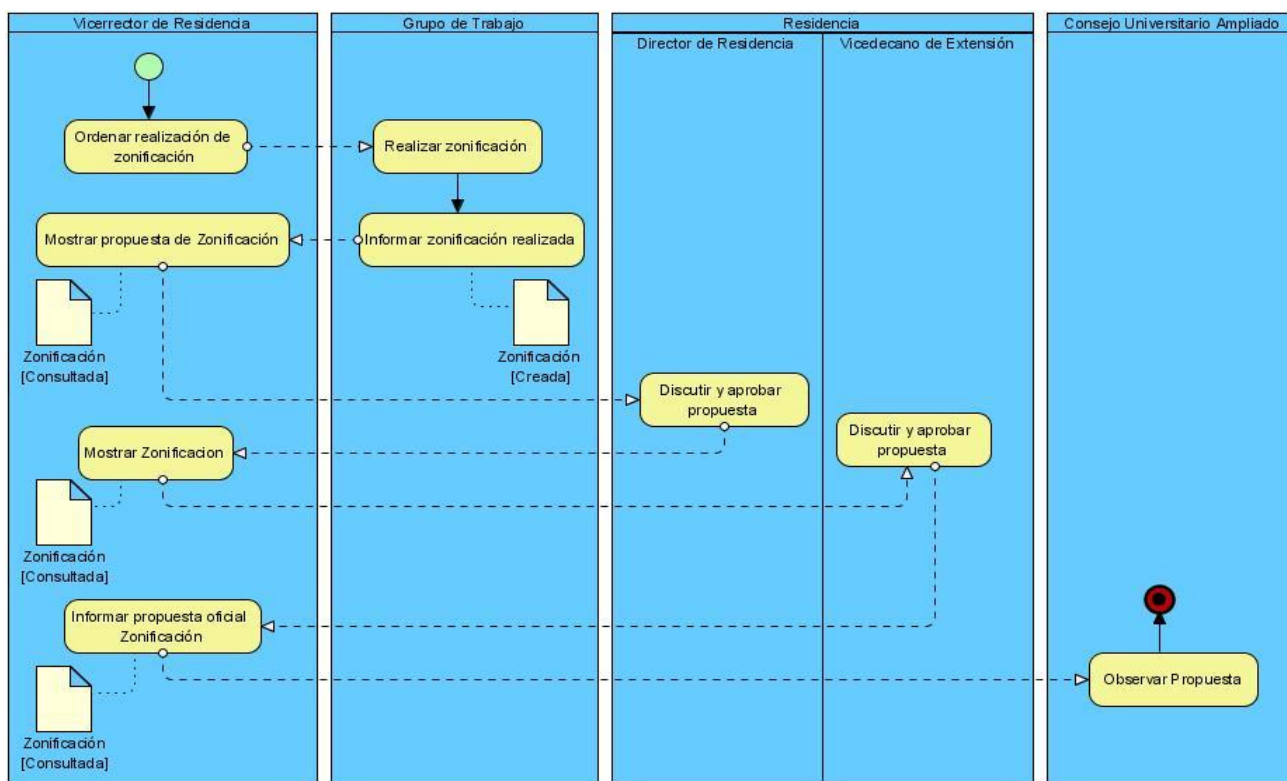 Vicerrector de Residencia
Grupo de Trabajo
Residencia
Consejo Universitario Ampliado
Director de Residencia
Vicedecano de Extensión
Ordenar realización de
zonificación
Realizar zonificación
Mostrar propuesta de Zonificación
Informar zonificación realizada
Zonificación
[Consultada]
Zonificación
[Creada]
Discutir y aprobar
propuesta
Discutir y aprobar
propuesta
Mostrar Zonificacion
Zonificación
[Consultada]
Informar propuesta oficial
Zonificación
Observar Propuesta
Zonificación
[Consultada]